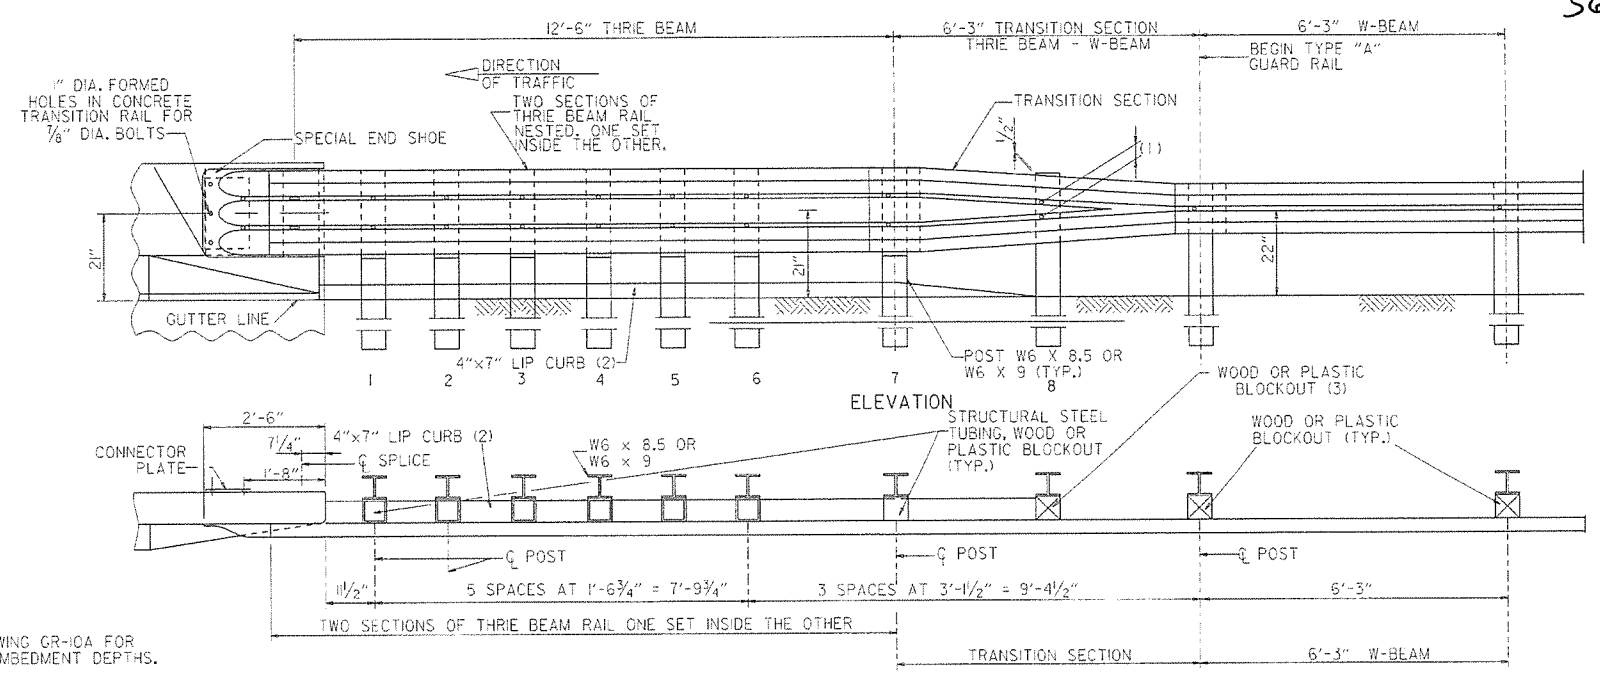 12'-6" THRIE BEAM
6'-3" TRANSITION SECTION
THRIE BEAM - W-BEAM
6'-3" W-BEAM
BEGIN TYPE "A"
GUARD RAIL
DIRECTION
OF TRAFFIC
1" DIA. FORMED
HOLES IN CONCRETE
TRANSITION RAIL FOR
7/8" DIA. BOLTS
SPECIAL END SHOE
TWO SECTIONS OF
THRIE BEAM RAIL
NESTED, ONE SET
INSIDE THE OTHER.
TRANSITION SECTION
1/2"
(1)
21"
21"
22"
GUTTER LINE
4"x7" LIP CURB (2)
POST W6 X 8.5 OR
W6 X 9 (TYP.)
1
2
3
4
5
6
7
8
ELEVATION
WOOD OR PLASTIC
BLOCKOUT (3)
2'-6"
7 1/4"
4"x7" LIP CURB (2)
CONNECTOR
PLATE
℄ SPLICE
1'-8"
W6 x 8.5 OR
W6 x 9
STRUCTURAL STEEL
TUBING, WOOD OR
PLASTIC BLOCKOUT
(TYP.)
WOOD OR PLASTIC
BLOCKOUT (TYP.)
℄ POST
℄ POST
℄ POST
11 1/2"
5 SPACES AT 1'-6 3/4" = 7'-9 3/4"
3 SPACES AT 3'-1 1/2" = 9'-4 1/2"
6'-3"
TWO SECTIONS OF THRIE BEAM RAIL ONE SET INSIDE THE OTHER
TRANSITION SECTION
6'-3" W-BEAM
WING GR-10A FOR
MBEDMENT DEPTHS.